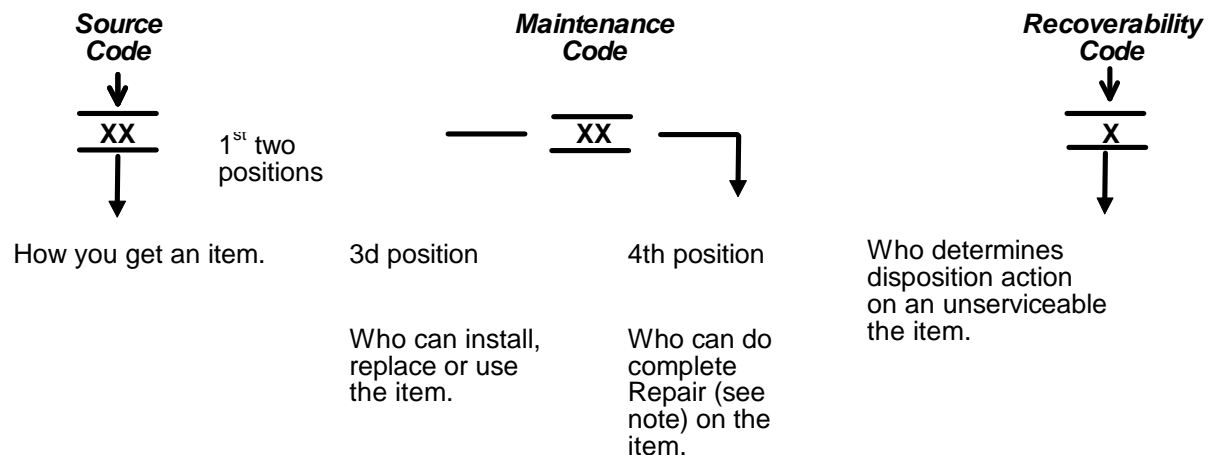 Source
Code
Maintenance
Code
Recoverability
Code
XX
1st two
positions
XX
X
How you get an item.
3d position
4th position
Who determines
disposition action
on an unserviceable
the item.
Who can install,
replace or use
the item.
Who can do
complete
Repair (see
note) on the
item.